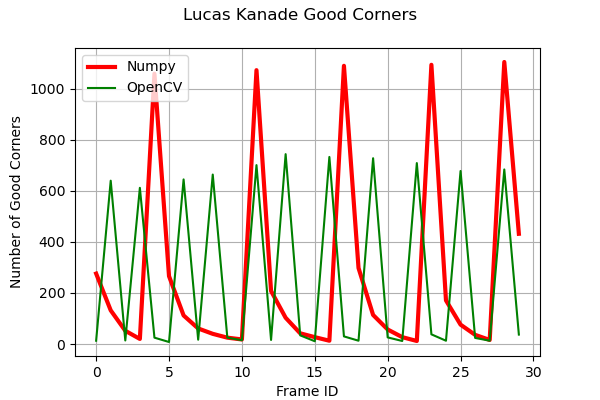 Lucas Kanade Good Corners
Numpy
OpenCV
Number of Good Corners
1000
800
600
400
200
0
0 5 10 15 20 25 30
Frame ID